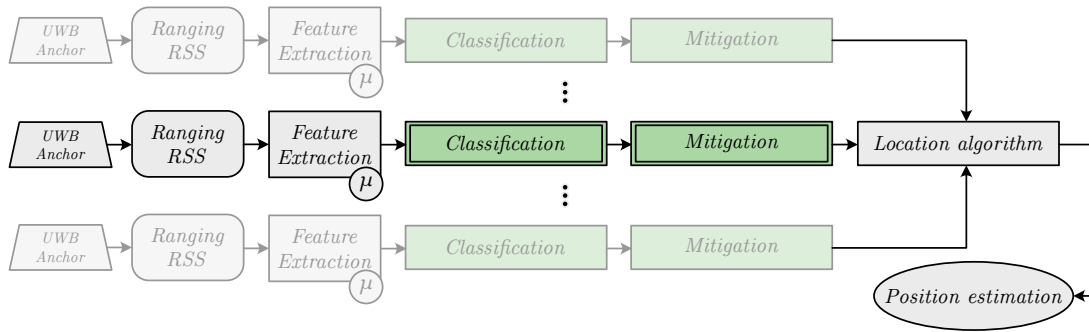 UWB
Anchor
Ranging
RSS
Feature
Extraction
μ
Classification
Mitigation
UWB
Anchor
Ranging
RSS
Feature
Extraction
μ
Classification
Mitigation
Location algorithm
UWB
Anchor
Ranging
RSS
Feature
Extraction
μ
Classification
Mitigation
Position estimation